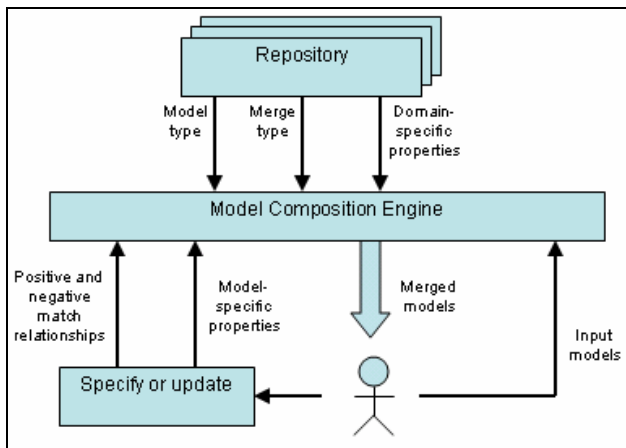 Repository
Model
type
Merge
type
Domain-
specific
properties
Model Composition Engine
Positive and
negative
match
relationships
Model-
specific
properties
Merged
models
Input
models
Specify or update